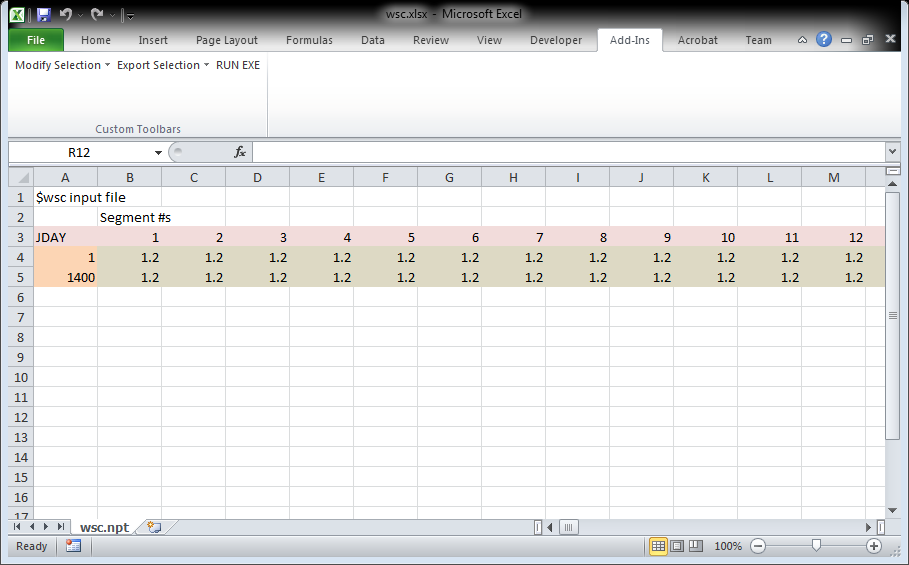 wsc.xlsx - Microsoft Excel
File Home Insert Page Layout Formulas Data Review View Developer Add-Ins Acrobat Team
Modify Selection Export Selection RUN EXE
Custom Toolbars
R12 fx
A B C D E F G H I J K L M
1 $wsc input file
2 Segment #s
3 JDAY 1 2 3 4 5 6 7 8 9 10 11 12
4 1 1.2 1.2 1.2 1.2 1.2 1.2 1.2 1.2 1.2 1.2 1.2 1.2
5 1400 1.2 1.2 1.2 1.2 1.2 1.2 1.2 1.2 1.2 1.2 1.2 1.2
6
7
8
9
10
11
12
13
14
15
16
17
wsc.npt
Ready 100%